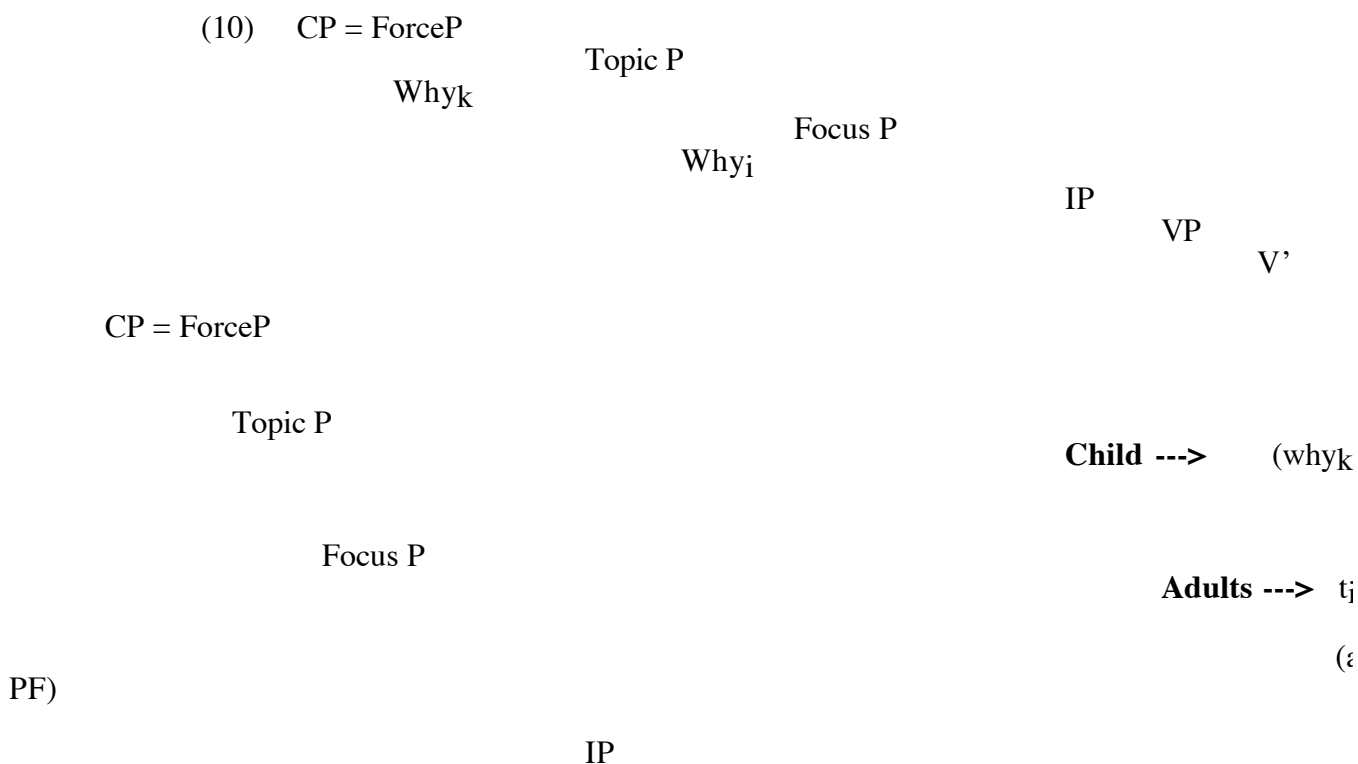 (10) CP = ForceP
Topic P
Whyk
Focus P
Whyi
IP
VP
V’
CP = ForceP
Topic P
Child ---> (whyk
Focus P
Adults ---> ti
(a
PF)
IP